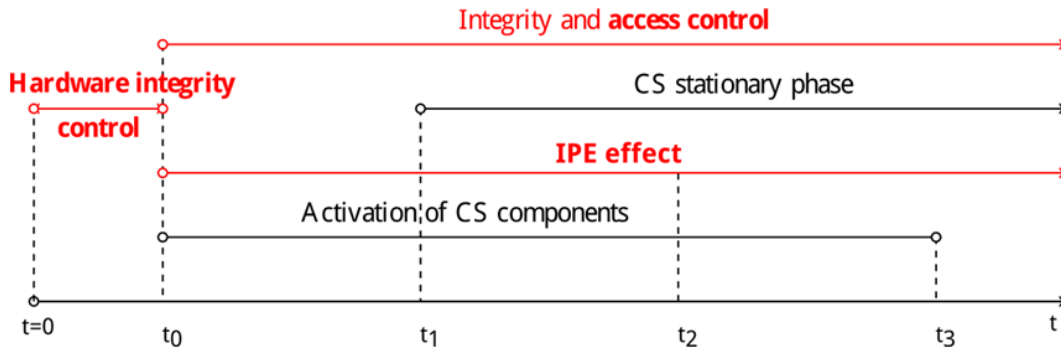 Integrity and access control
Hardware integrity
control
CS stationary phase
IPE effect
Activation of CS components
t=0
t0
t1
t2
t3
t